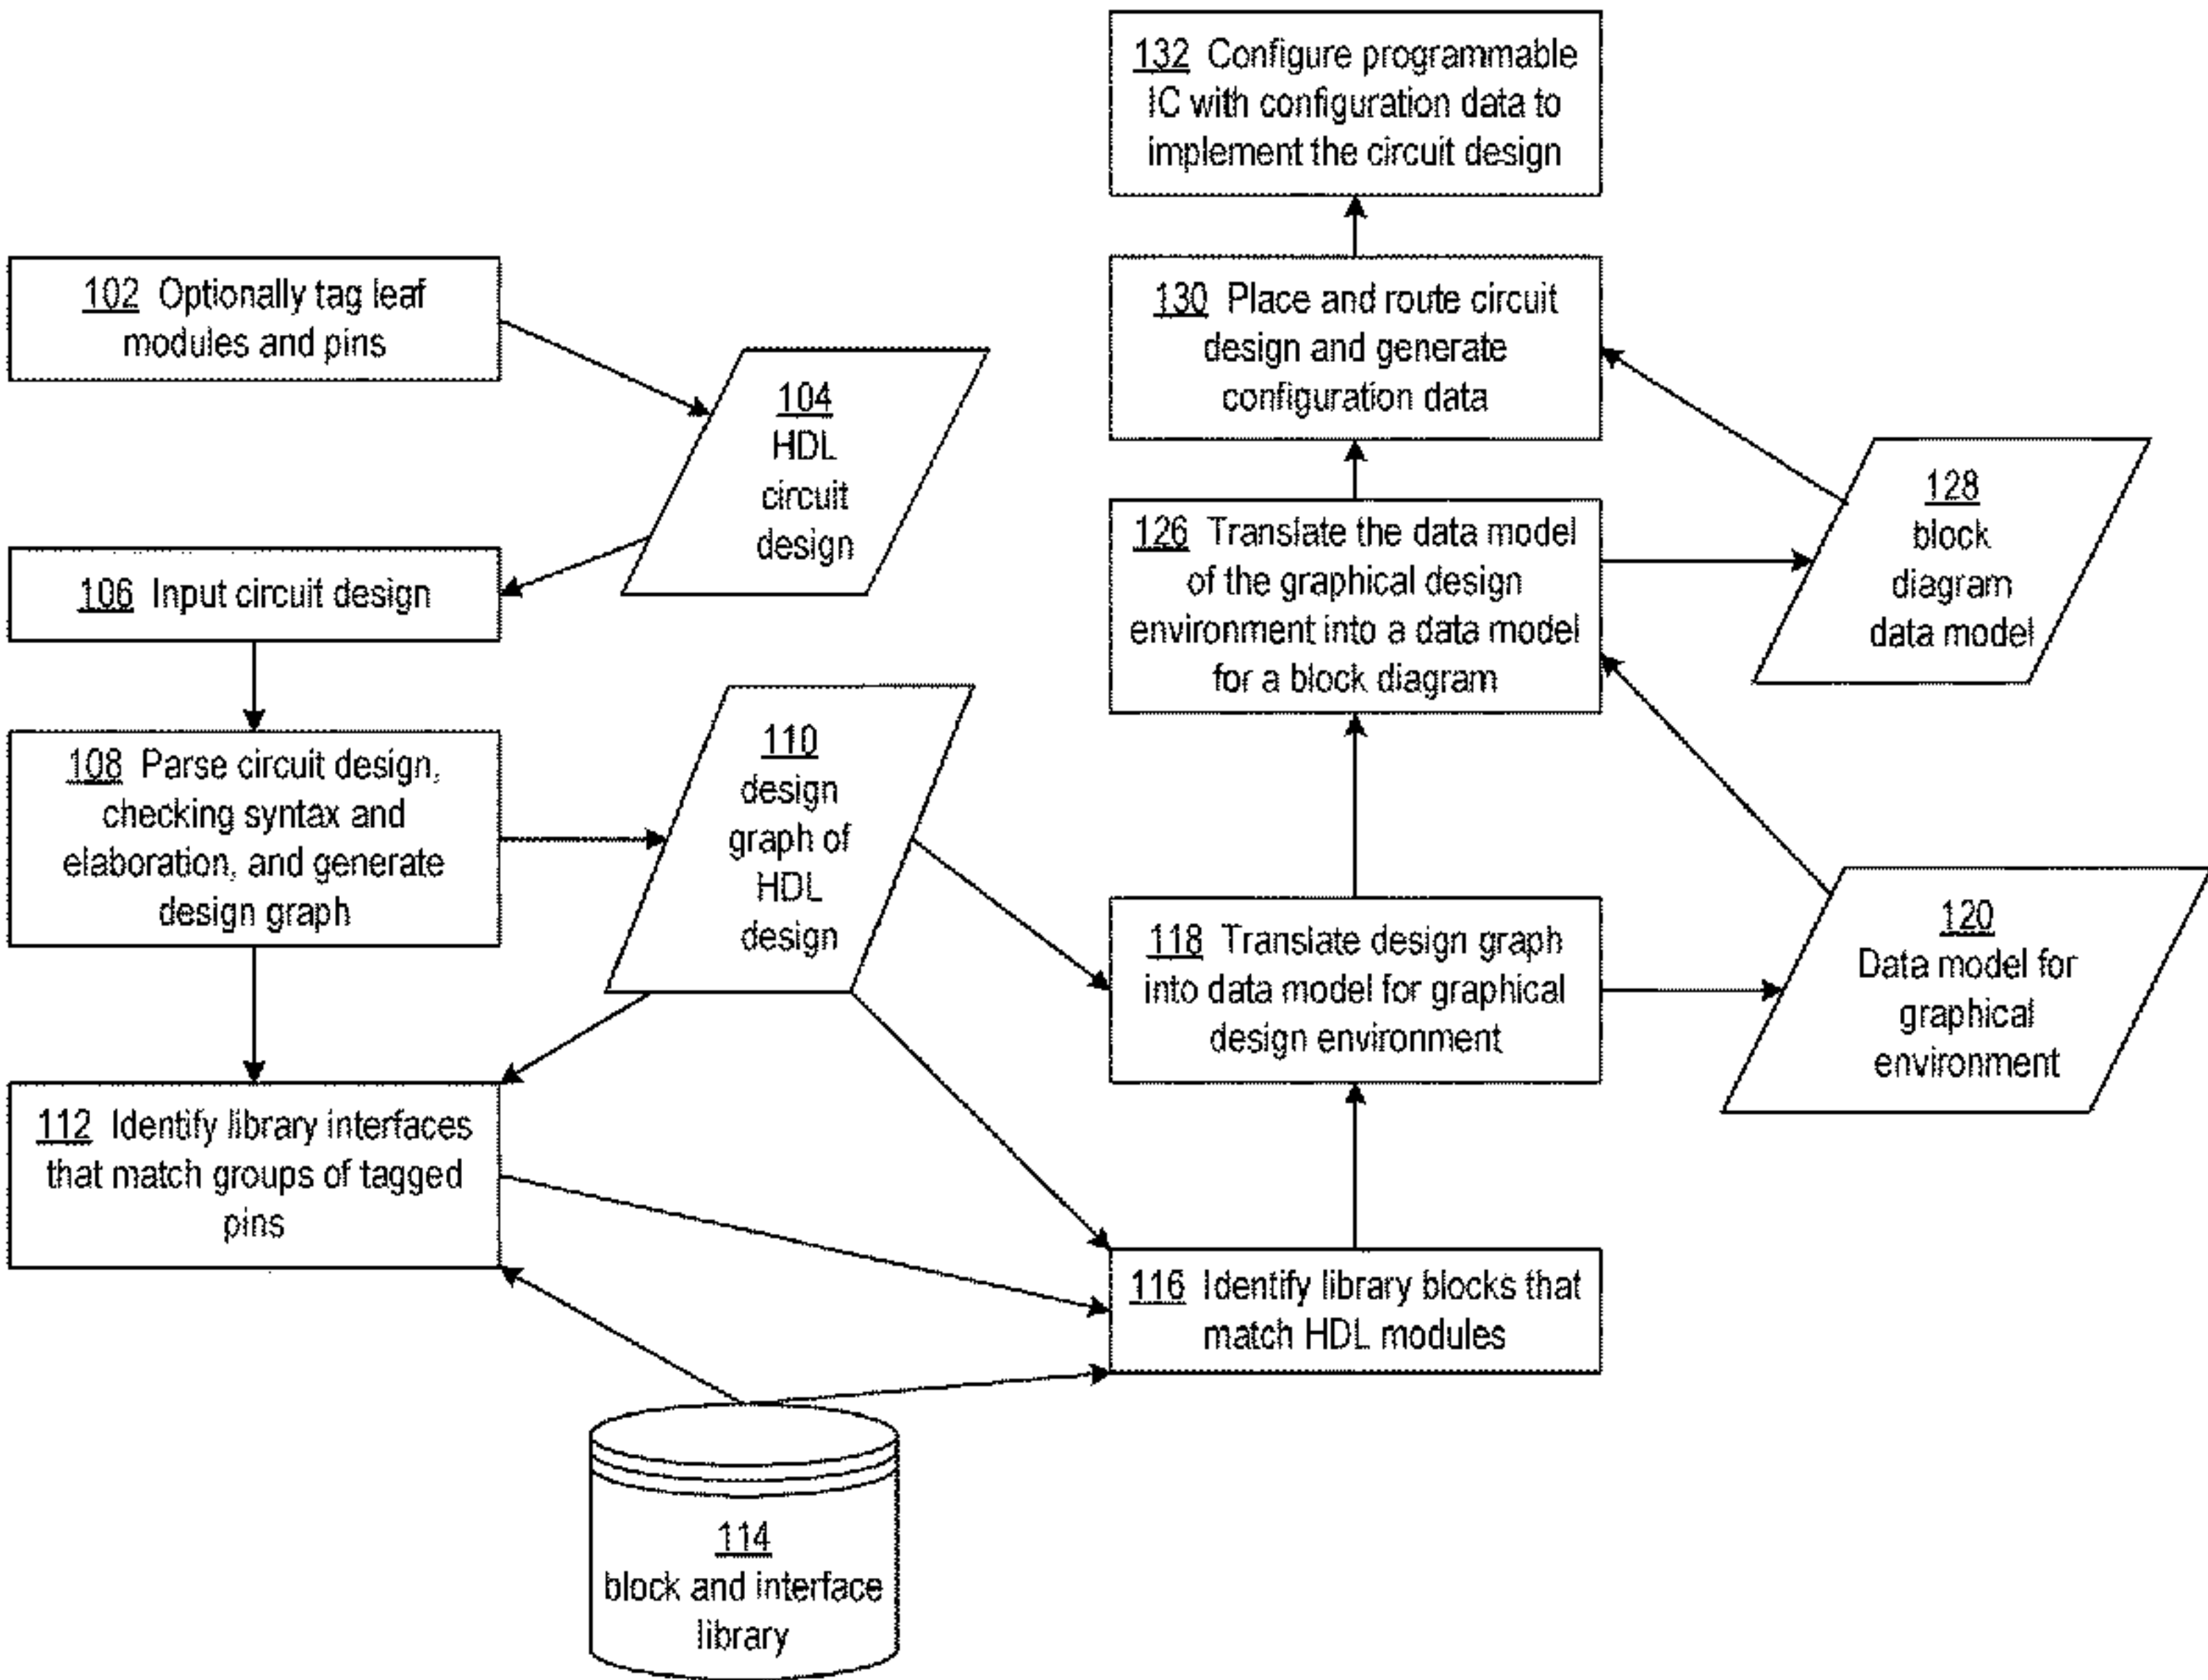 102 Optionally tag leaf
modules and pins
104
HDL
circuit
design
106 Input circuit design
108 Parse circuit design,
checking syntax and
elaboration, and generate
design graph
110
design
graph of
HDL
design
112 Identify library interfaces
that match groups of tagged
pins
114
block and interface
library
116 Identify library blocks that
match HDL modules
118 Translate design graph
into data model for graphical
design environment
120
Data model for
graphical
environment
126 Translate the data model
of the graphical design
environment into a data model
for a block diagram
128
block
diagram
data model
130 Place and route circuit
design and generate
configuration data
132 Configure programmable
IC with configuration data to
implement the circuit design